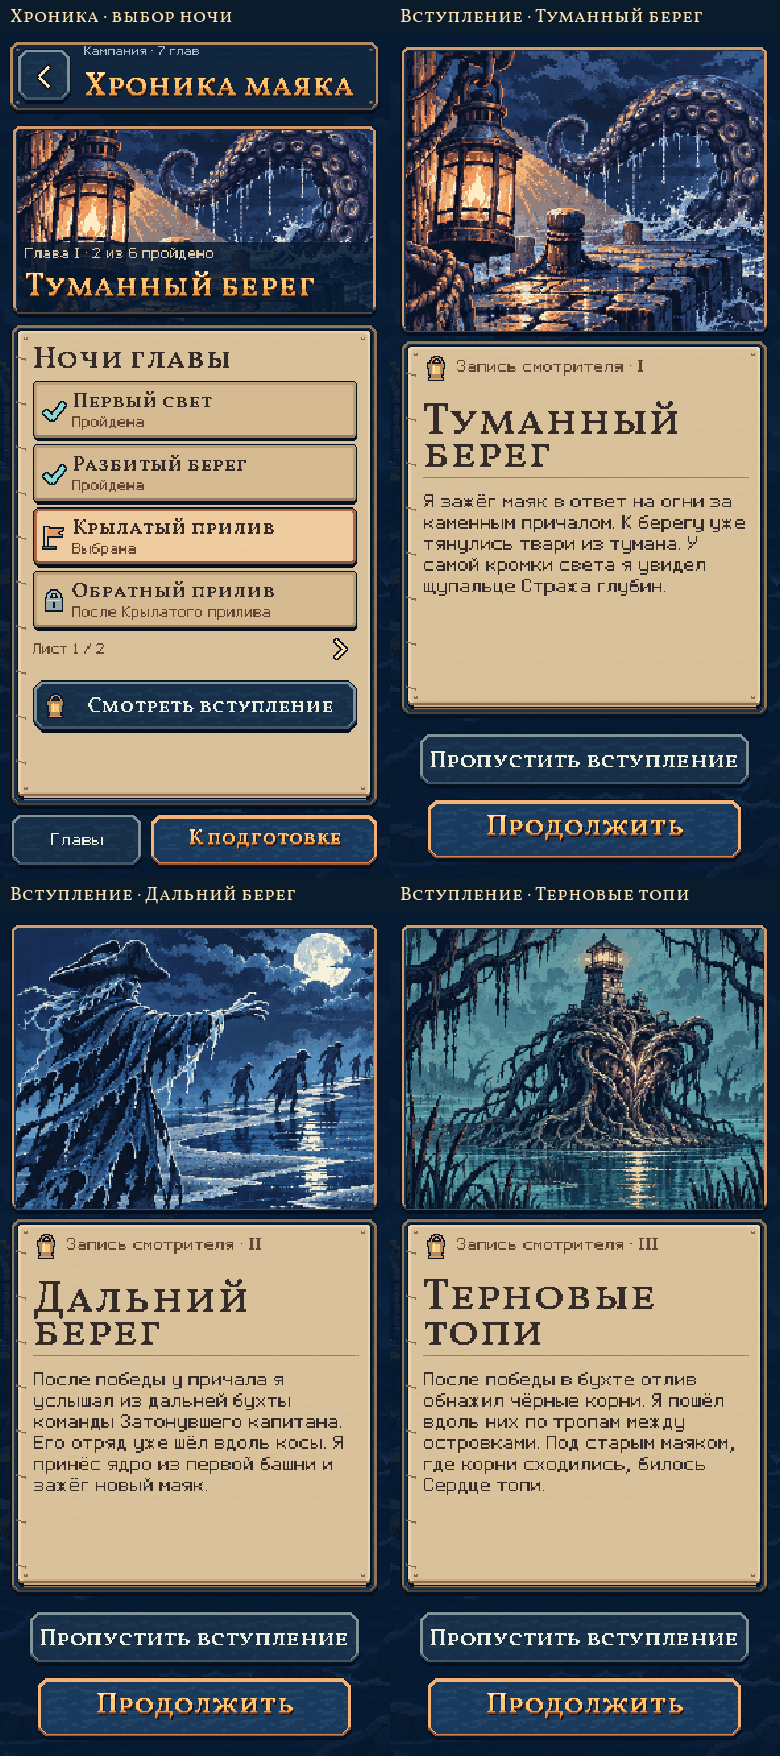 Хроника · выбор ночи
Кампания · 7 глав
Хроника маяка
Глава I · 2 из 6 пройдено
Туманный берег
Ночи главы
Первый свет
Пройдена
Разбитый берег
Пройдена
Крылатый прилив
Выбрана
Обратный прилив
После Крылатого прилива
Лист 1 / 2
Смотреть вступление
Главы
К подготовке
Вступление · Туманный берег
Запись смотрителя · I
Туманный
берег
Я зажёг маяк в ответ на огни за
каменным причалом. К берегу уже
тянулись твари из тумана. У
самой кромки света я увидел
щупальце Стража глубин.
Пропустить вступление
Продолжить
Вступление · Дальний берег
Запись смотрителя · II
Дальний
берег
После победы у причала я
услышал из дальней бухты
команды Затонувшего капитана.
Его отряд уже шёл вдоль косы. Я
принёс ядро из первой башни и
зажёг новый маяк.
Пропустить вступление
Продолжить
Вступление · Терновые топи
Запись смотрителя · III
Терновые
топи
После победы в бухте отлив
обнажил чёрные корни. Я пошёл
вдоль них по тропам между
островками. Под старым маяком,
где корни сходились, билось
Сердце топи.
Пропустить вступление
Продолжить